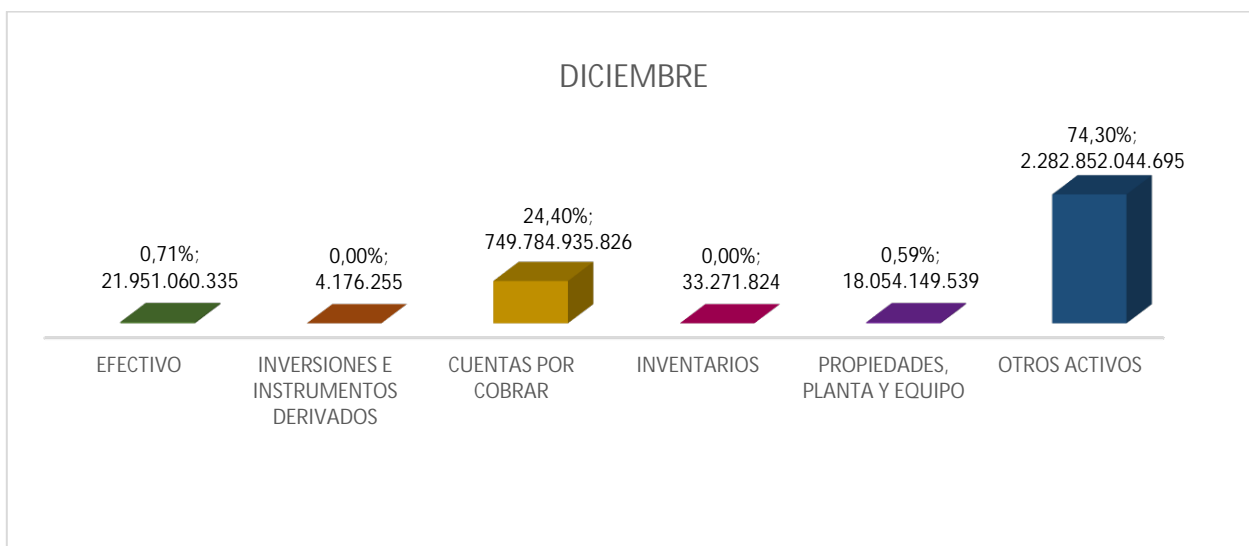 DICIEMBRE
74,30%;
2.282.852.044.695
24,40%;
749.784.935.826
0,71%;
21.951.060.335
0,00%;
4.176.255
0,00%;
33.271.824
0,59%;
18.054.149.539
EFECTIVO
INVERSIONES E
INSTRUMENTOS
DERIVADOS
CUENTAS POR
COBRAR
INVENTARIOS
PROPIEDADES,
PLANTA Y EQUIPO
OTROS ACTIVOS